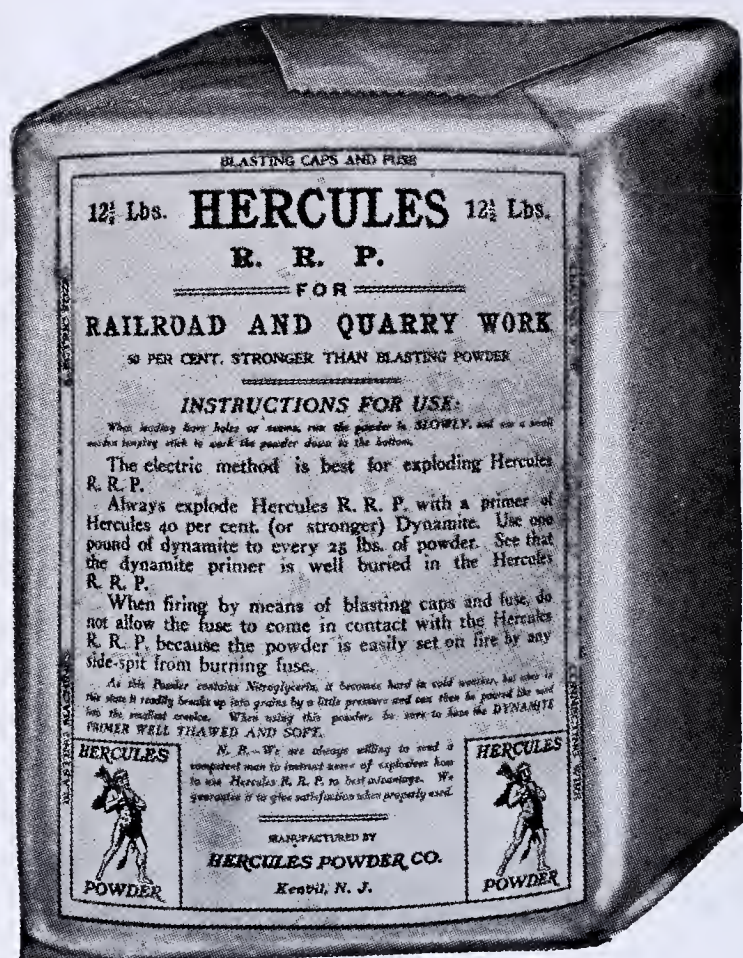 BLASTING CAPS AND FUSE
12½ Lbs. HERCULES 12½ Lbs.
R. R. P.
FOR
RAILROAD AND QUARRY WORK
50 PER CENT. STRONGER THAN BLASTING POWDER
INSTRUCTIONS FOR USE:
When loading bore holes or seams, run the powder in SLOWLY, and use a small
wooden tamping stick to work the powder down to the bottom.
The electric method is best for exploding Hercules
R. R. P.
Always explode Hercules R. R. P. with a primer of
Hercules 40 per cent. (or stronger) Dynamite. Use one
pound of dynamite to every 25 lbs. of powder. See that
the dynamite primer is well buried in the Hercules
R. R. P.
When firing by means of blasting caps and fuse, do
not allow the fuse to come in contact with the Hercules
R. R. P. because the powder is easily set on fire by any
side-spit from burning fuse.
As this Powder contains Nitroglycerin, it becomes hard in cold weather, but when in
this state it readily breaks up into grains by a little pressure and can then be poured like sand
into the smallest crevice. When using this powder be sure to have the DYNAMITE
PRIMER WELL THAWED AND SOFT.
N. B.—We are always willing to send a
competent man to instruct users of explosives how
to use Hercules R. R. P. to best advantage. We
guarantee it to give satisfaction when properly used.
MANUFACTURED BY
HERCULES POWDER CO.
Kenvil, N. J.
HERCULES
POWDER
HERCULES
POWDER
BLASTING MACHINES
CONNECTING WIRE